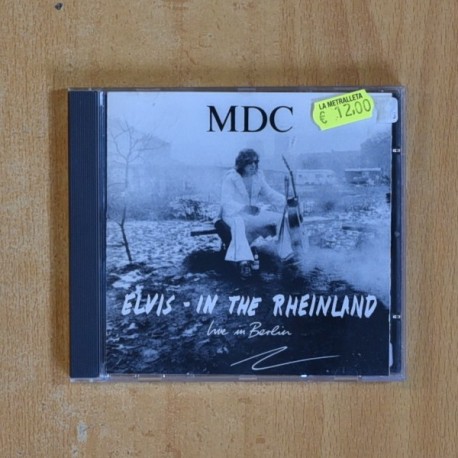 LA METRALLETA
€ 12,00
MDC
ELVIS - IN THE RHEINLAND
live in Berlin